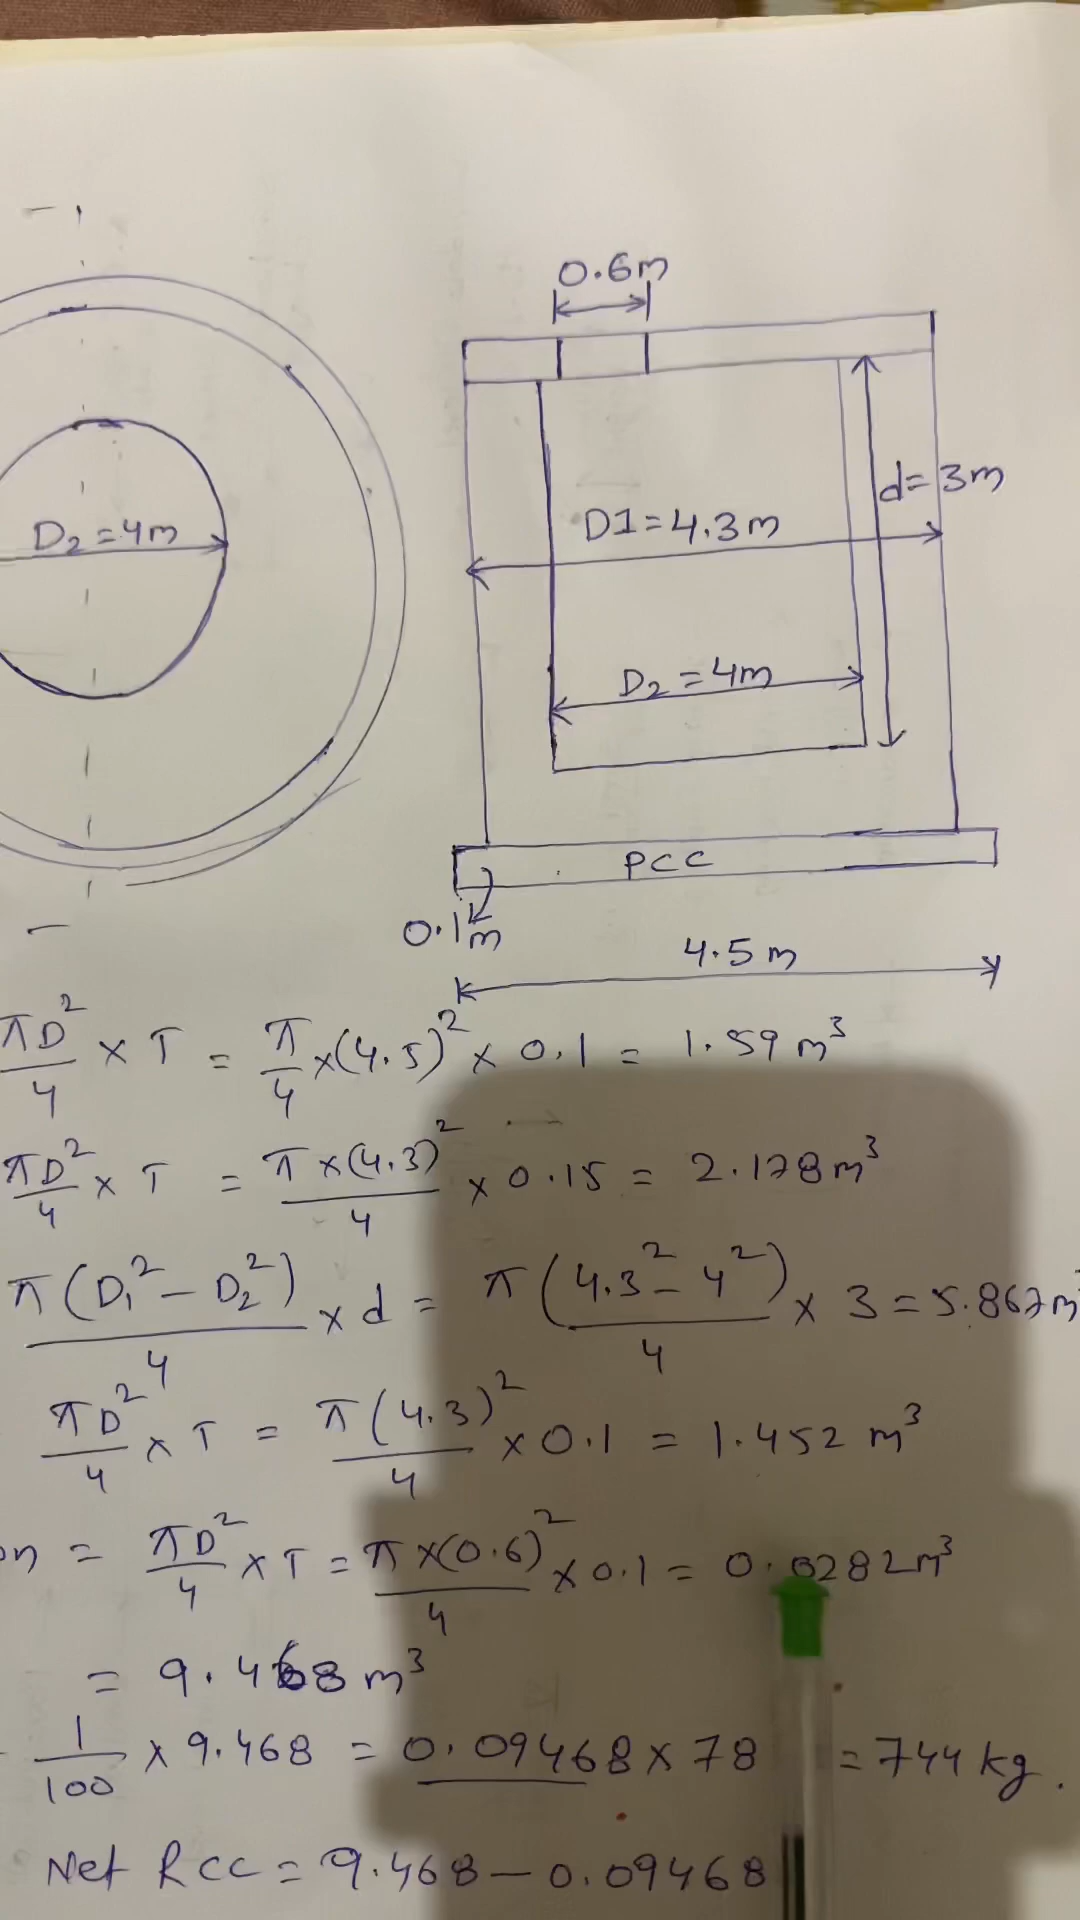 0.6m
d=3m
D1=4.3m
D₂=4m
D₂=4m
PCC
0.1m
4.5m
πD²/4 × T = π/4 ×(4.5)² × 0.1 = 1.59 m³
πD²/4 × T = π×(4.3)²/4 × 0.15 = 2.178m³
π(D₁²-D₂²)/4 × d = π(4.3²-4²)/4 × 3 = 5.867m³
πD²/4 × T = π(4.3)²/4 × 0.1 = 1.452 m³
= πD²/4 × T = π×(0.6)²/4 × 0.1 = 0.0282m³
= 9.468 m³
1/100 × 9.468 = 0.09468 × 78 = 744 kg.
Net RCC = 9.468 - 0.09468